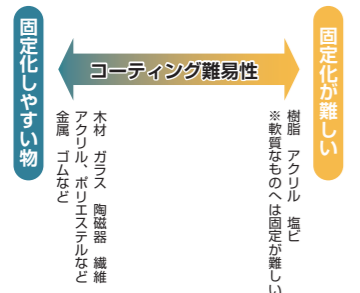 固定化しやすい物
コーティング難易性
固定化が難しい
木材 ガラス 陶磁器 繊維
アクリル、ポリエステルなど
金属 ゴムなど
樹脂 アクリル 塩ビ
※軟質なものへは固定が難しい